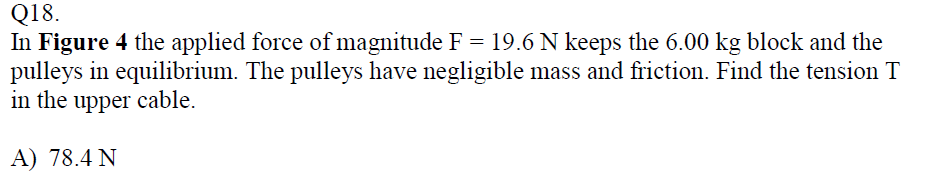 Q18.
In Figure 4 the applied force of magnitude F = 19.6 N keeps the 6.00 kg block and the
pulleys in equilibrium. The pulleys have negligible mass and friction. Find the tension T
in the upper cable.
A) 78.4 N